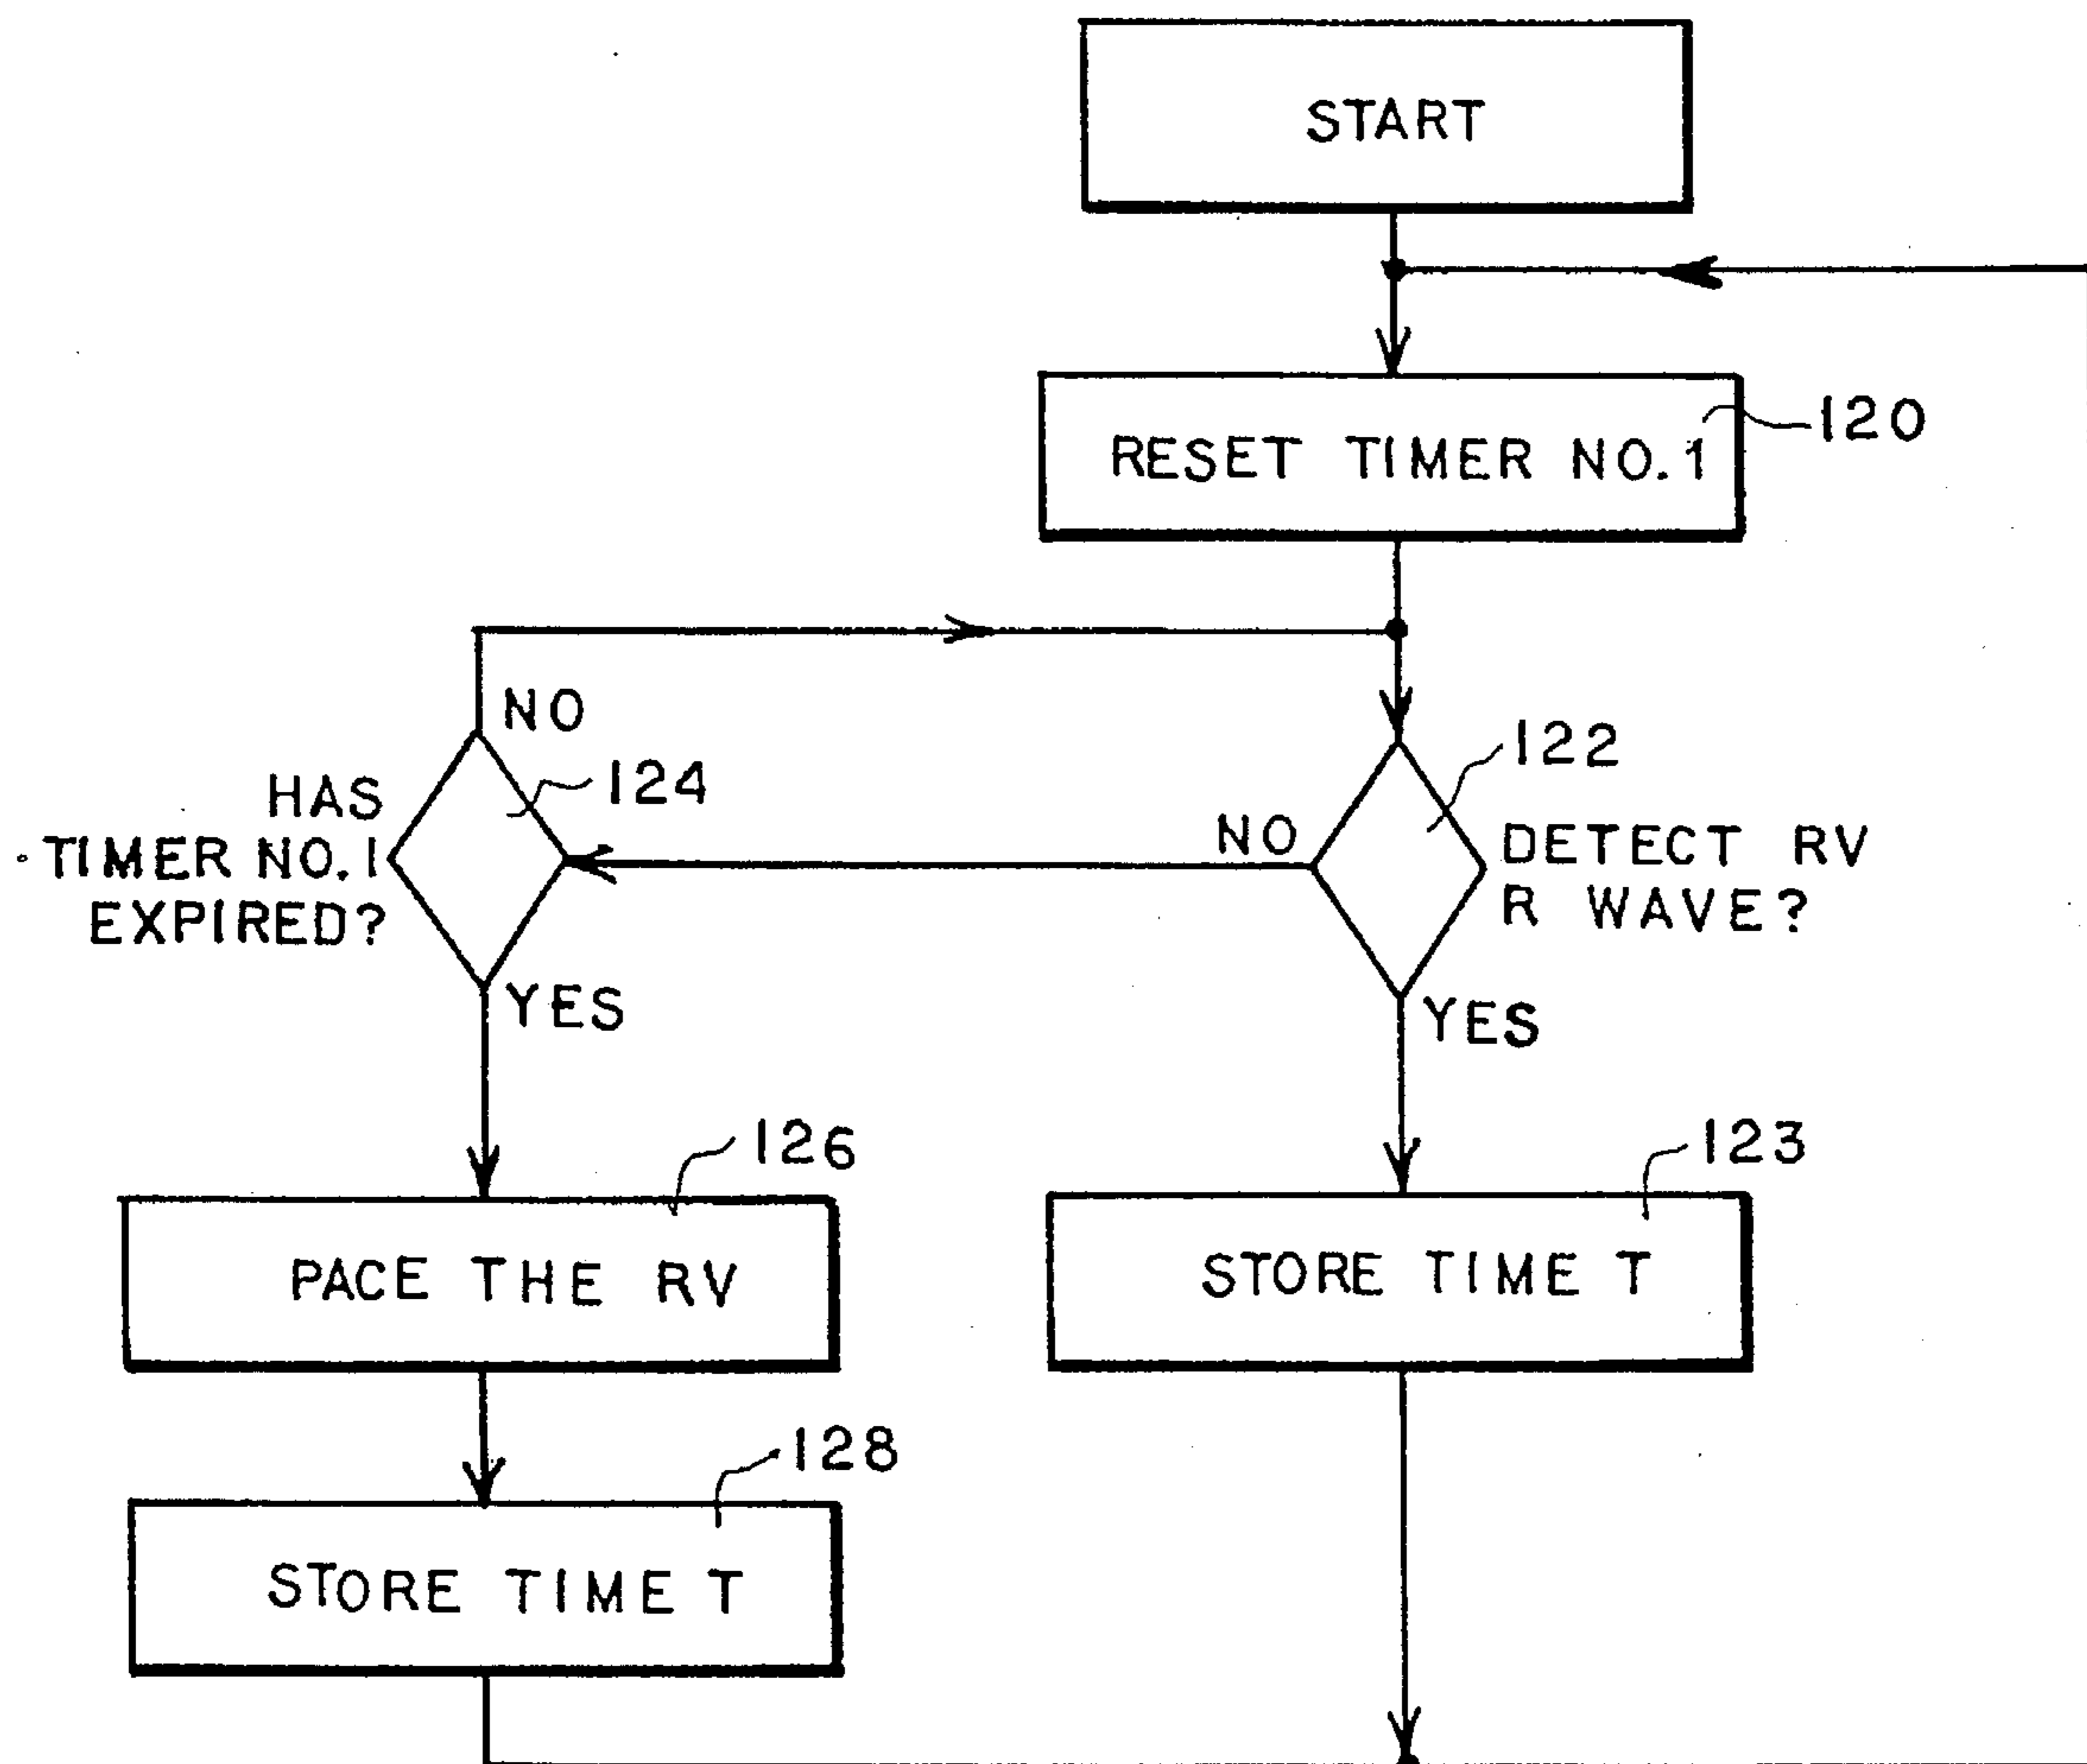 START
RESET TIMER NO. 1
120
NO
HAS
TIMER NO. 1
EXPIRED?
124
YES
NO
122
DETECT RV
R WAVE?
YES
126
PACE THE RV
123
STORE TIME T
128
STORE TIME T